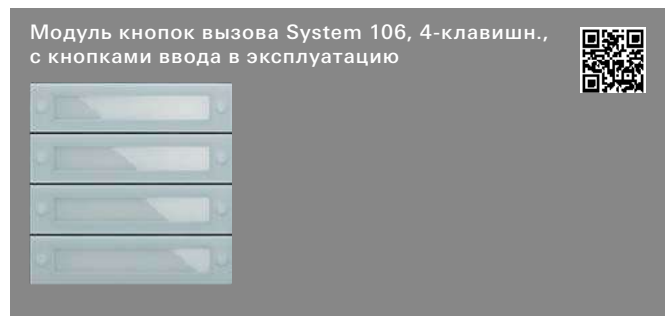 Модуль кнопок вызова System 106, 4-клавишн.,
с кнопками ввода в эксплуатацию